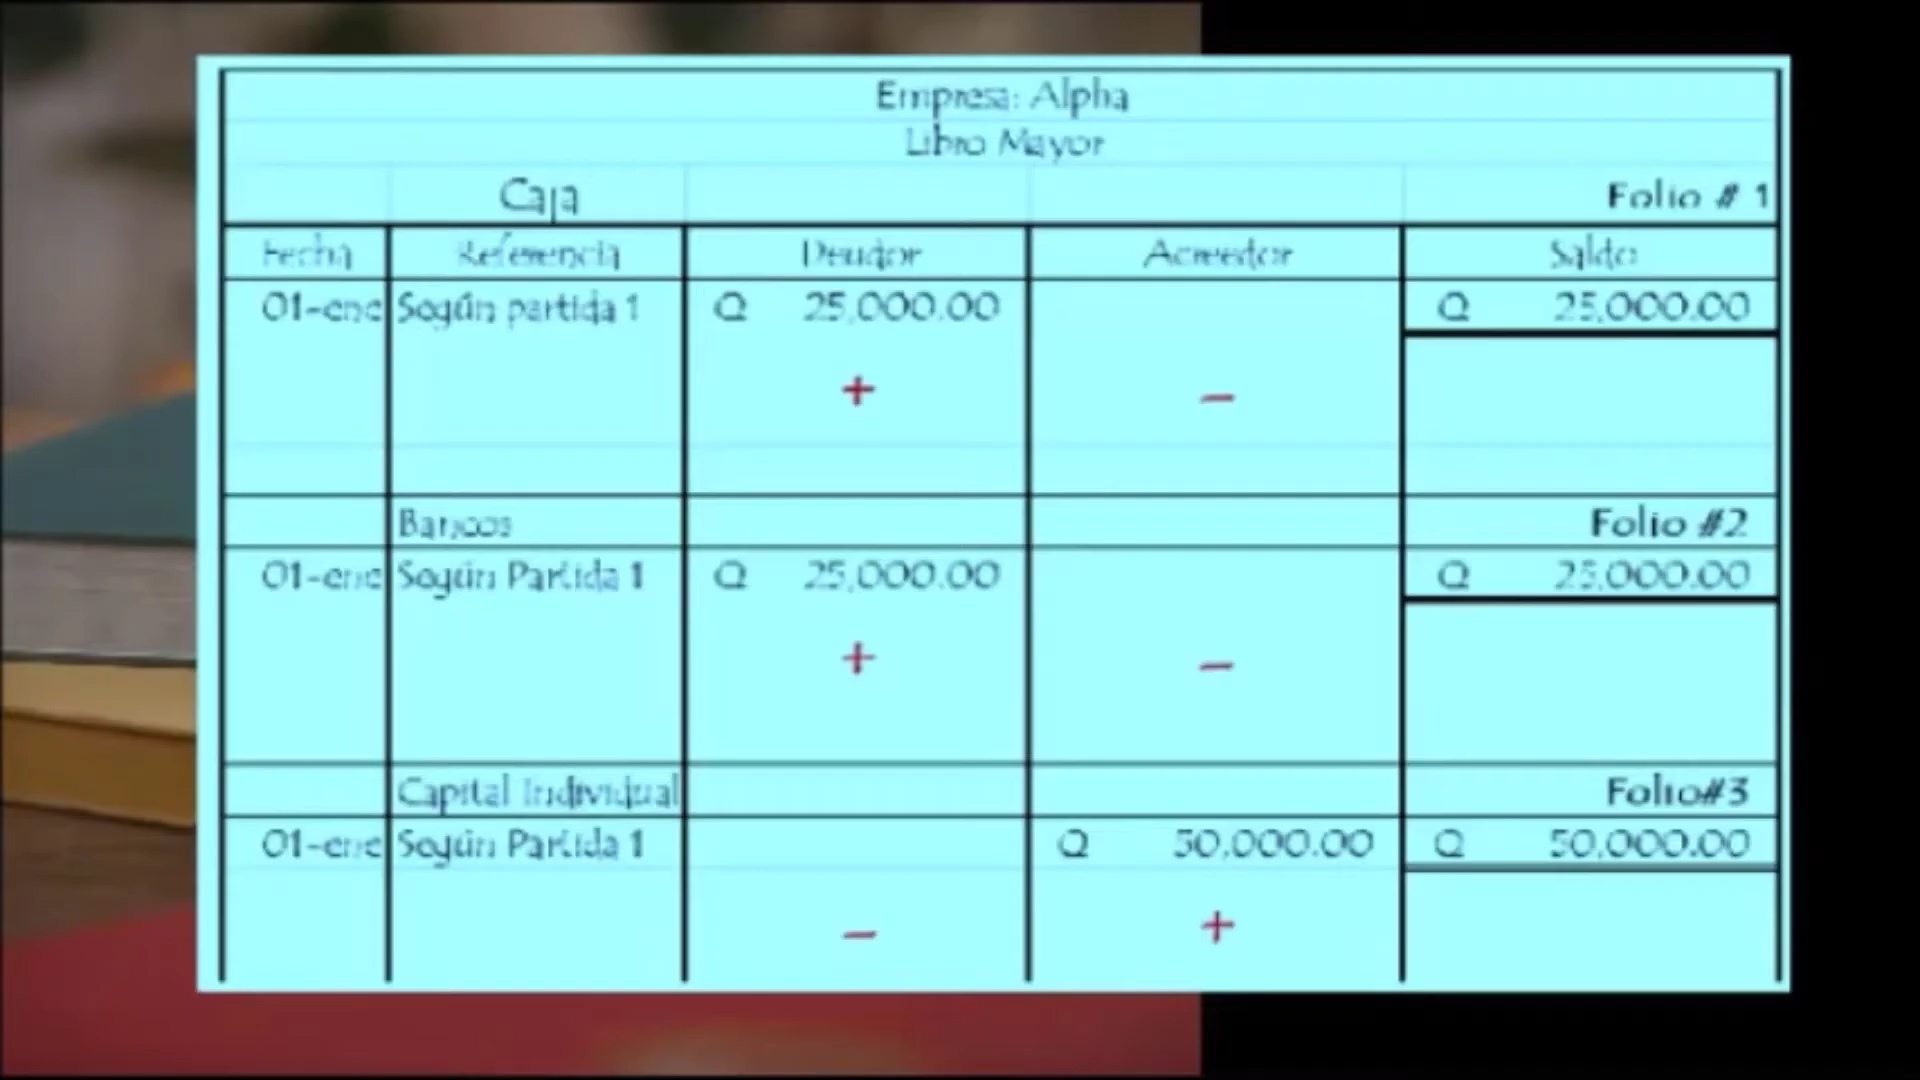 Empresa: Alpha
Libro Mayor
Caja Folio # 1
Fecha Referencia Deudor Acreedor Saldo
01-ene Según partida 1 Q 25,000.00 Q 25,000.00
+ −
Bancos Folio #2
01-ene Según Partida 1 Q 25,000.00 Q 25,000.00
+ −
Capital Individual Folio#3
01-ene Según Partida 1 Q 50,000.00 Q 50,000.00
− +